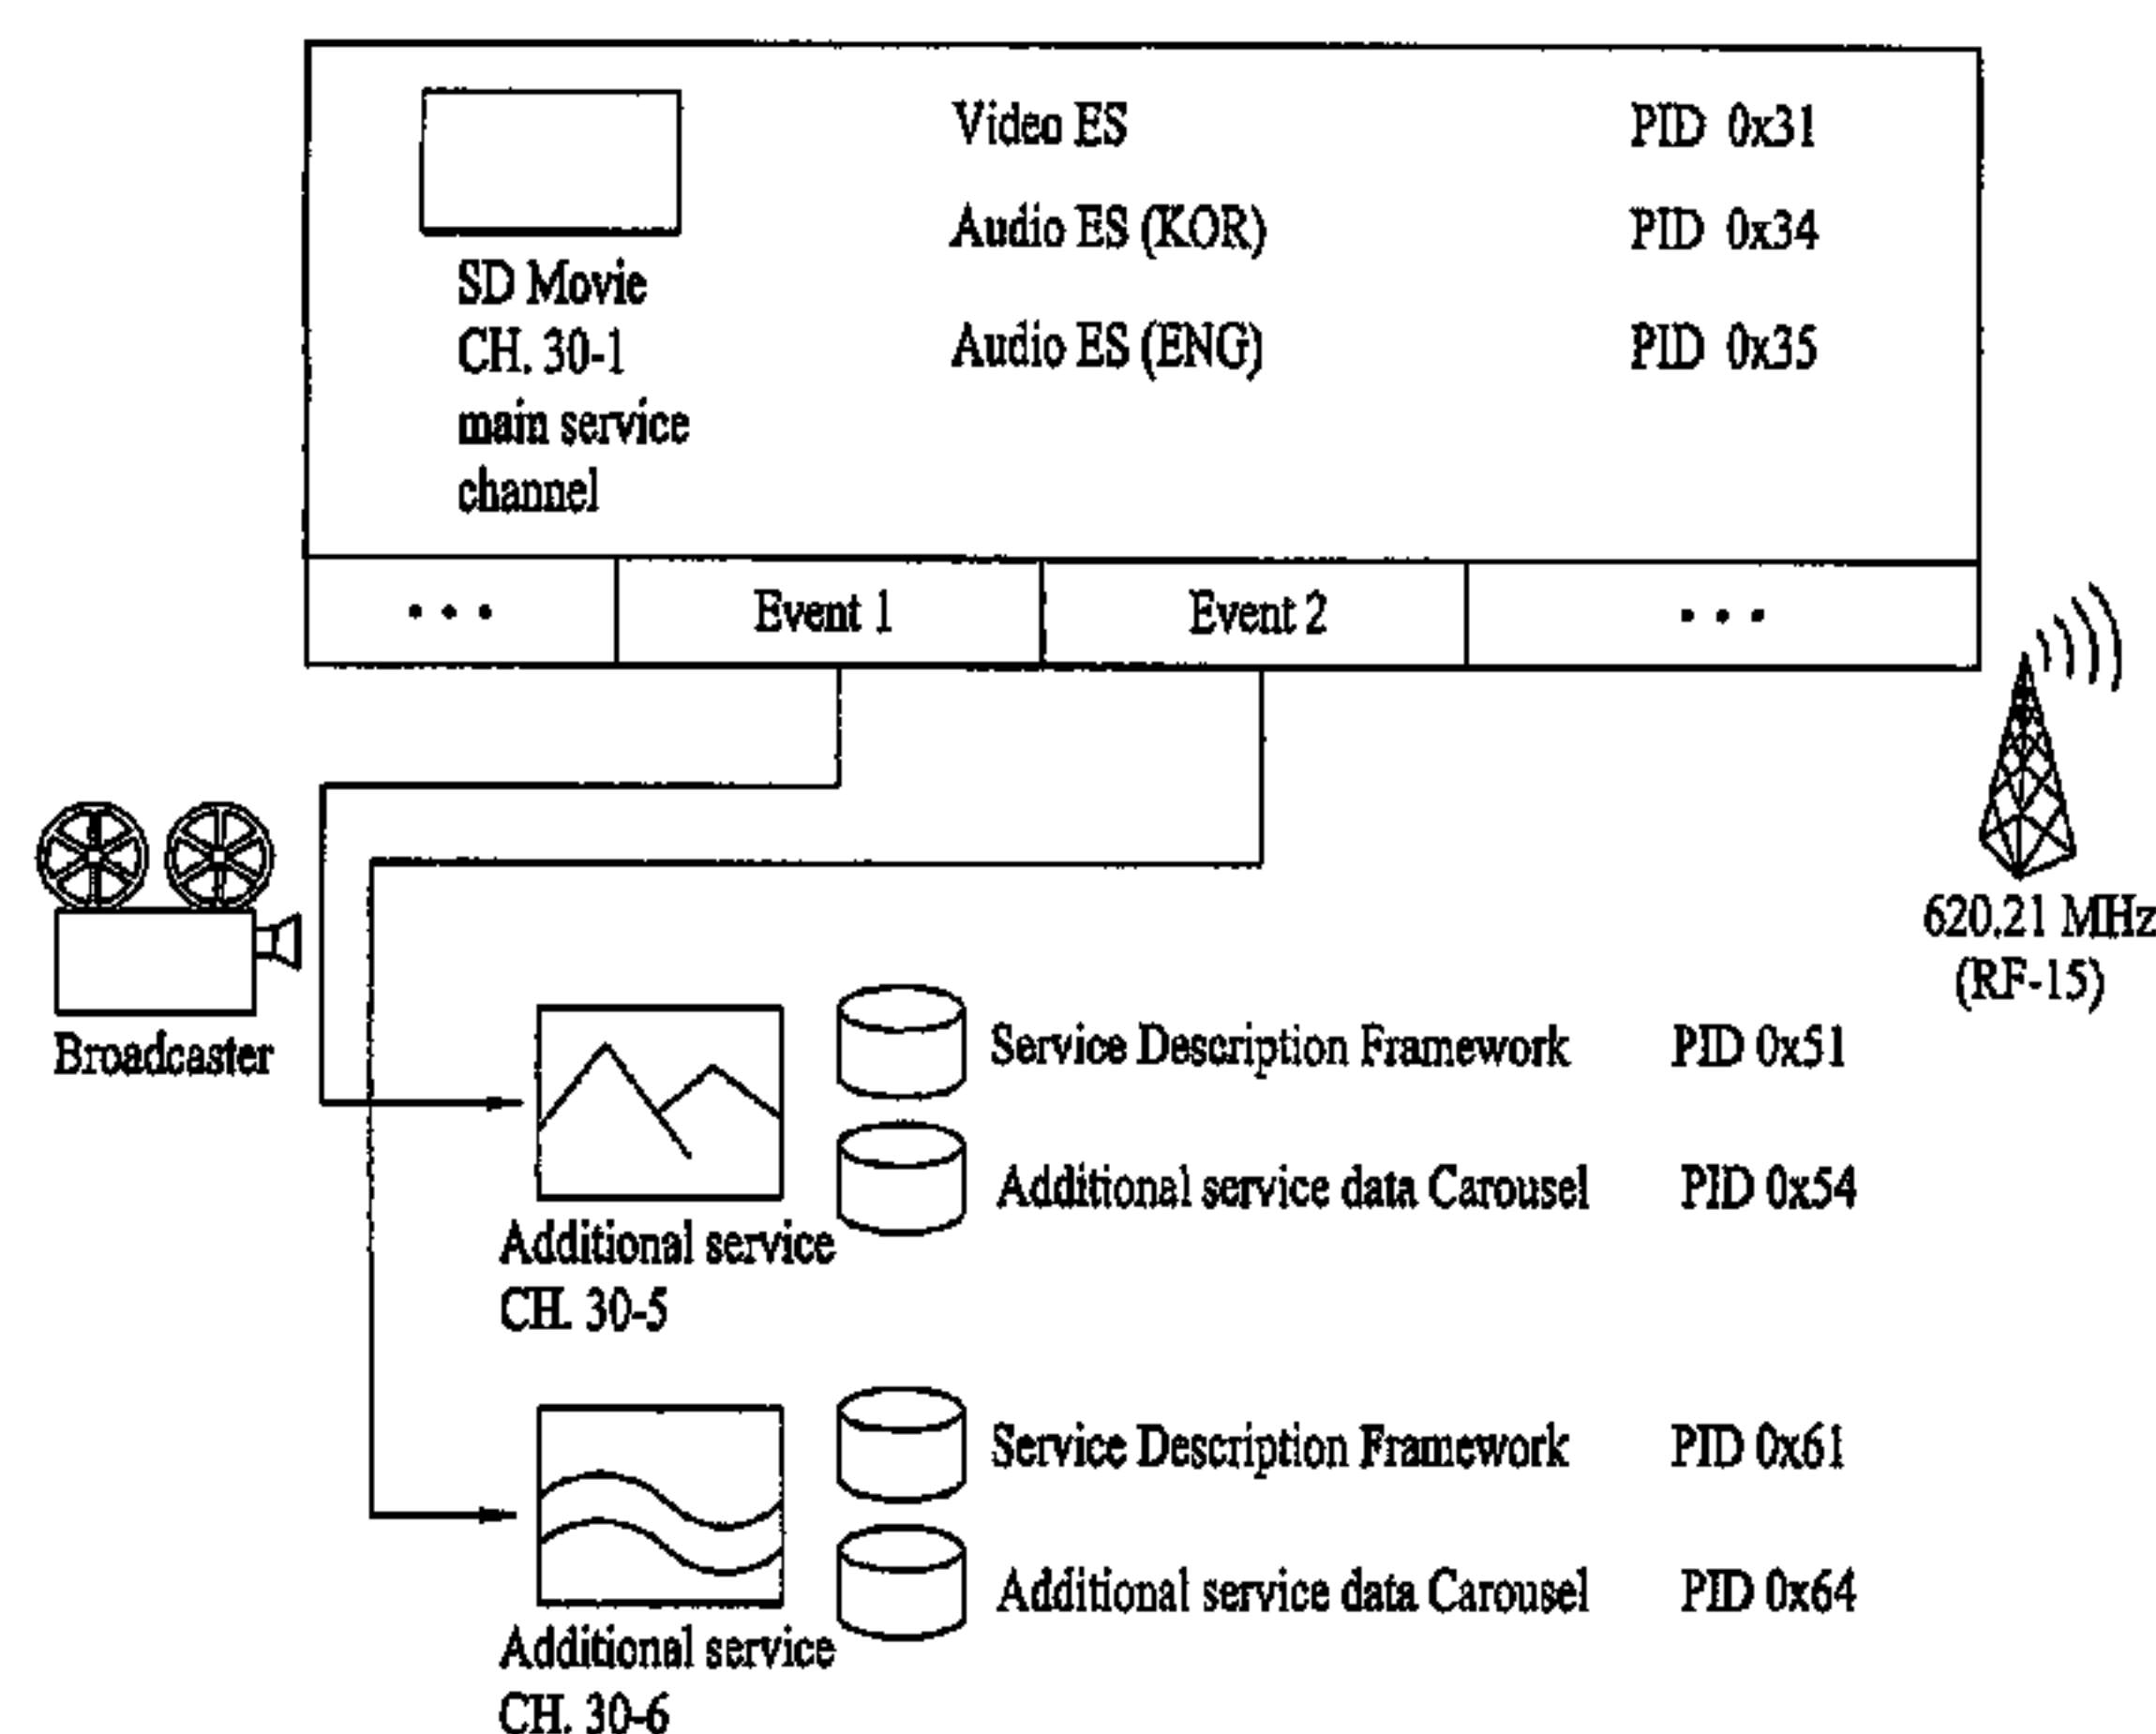 Video ES PID 0x31
Audio ES (KOR) PID 0x34
SD Movie
CH. 30-1
main service
channel
Audio ES (ENG) PID 0x35
• • • Event 1 Event 2 • • •
620.21 MHz
(RF-15)
Broadcaster
Service Description Framework PID 0x51
Additional service data Carousel PID 0x54
Additional service
CH. 30-5
Service Description Framework PID 0x61
Additional service data Carousel PID 0x64
Additional service
CH. 30-6